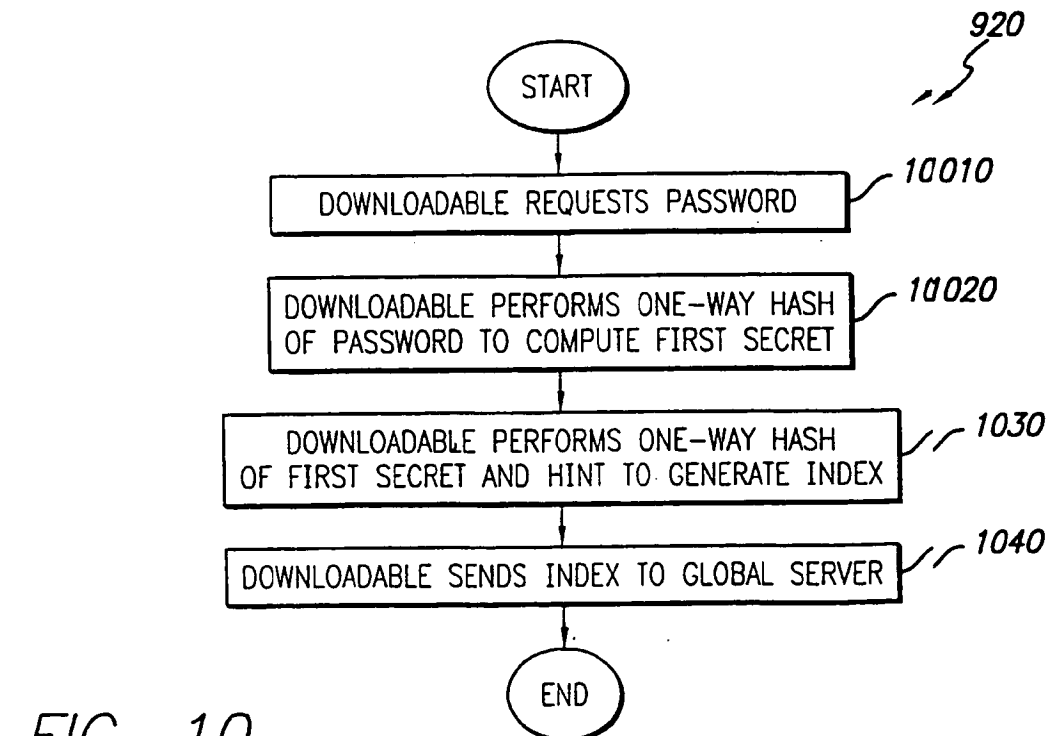 920
START
10010
DOWNLOADABLE REQUESTS PASSWORD
10020
DOWNLOADABLE PERFORMS ONE-WAY HASH
OF PASSWORD TO COMPUTE FIRST SECRET
1030
DOWNLOADABLE PERFORMS ONE-WAY HASH
OF FIRST SECRET AND HINT TO GENERATE INDEX
1040
DOWNLOADABLE SENDS INDEX TO GLOBAL SERVER
END
FIG. 10